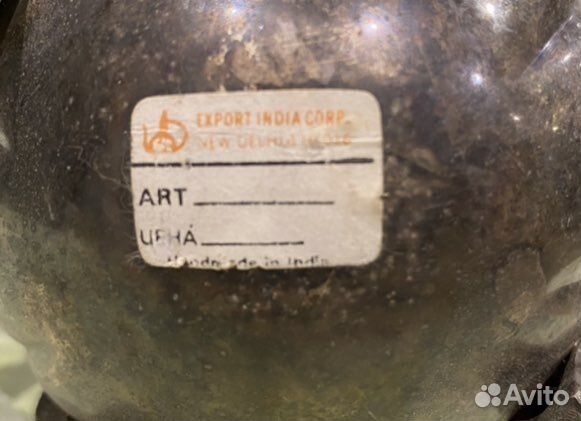 EXPORT INDIA CORP.
NEW DELHI
ART
ЦЕНА
Handmade in India
Avito